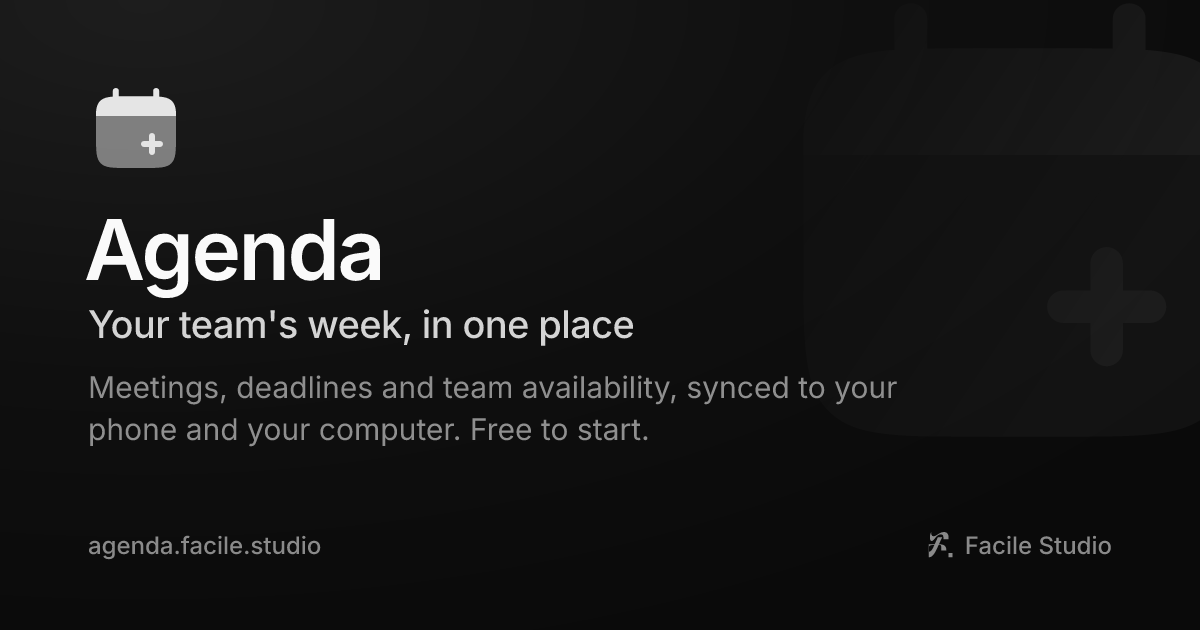 Agenda
Your team's week, in one place
Meetings, deadlines and team availability, synced to your
phone and your computer. Free to start.
agenda.facile.studio
Facile Studio